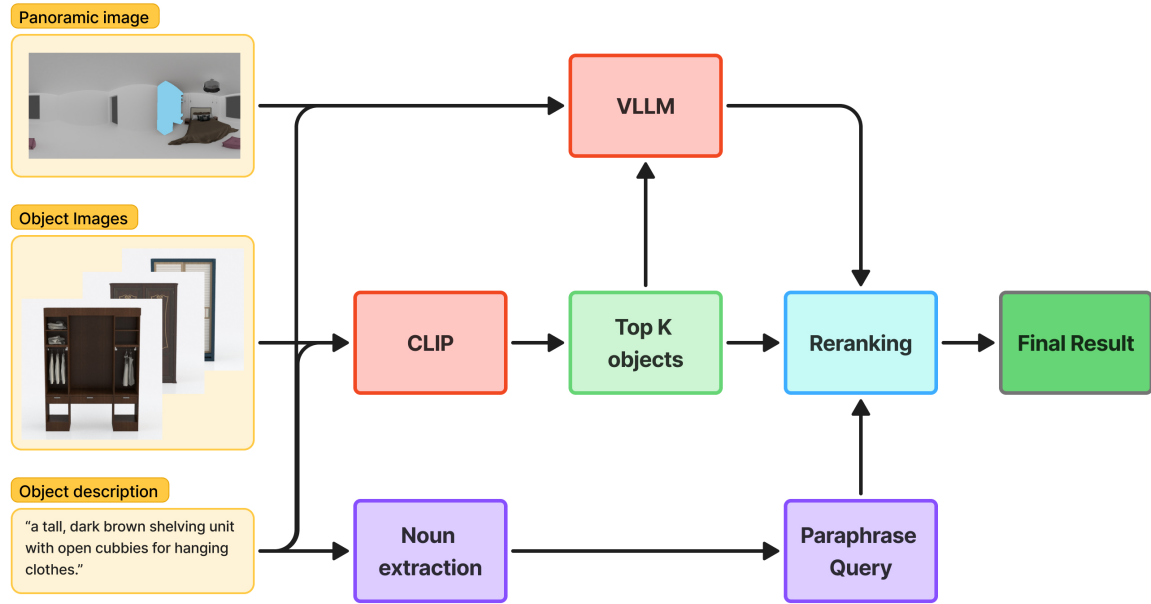 Panoramic image
VLLM
Object Images
CLIP
Top K
objects
Reranking
Final Result
Object description
“a tall, dark brown shelving unit
with open cubbies for hanging
clothes.”
Noun
extraction
Paraphrase
Query